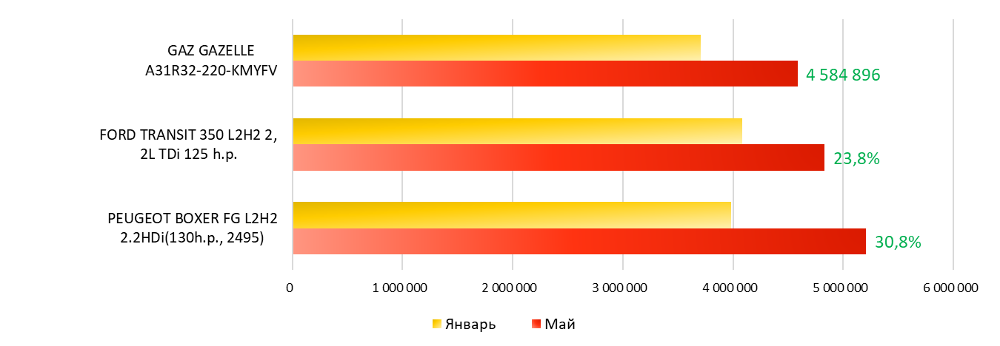 GAZ GAZELLE
A31R32-220-KMYFV
4 584 896
FORD TRANSIT 350 L2H2 2,
2L TDi 125 h.p.
23,8%
PEUGEOT BOXER FG L2H2
2.2HDi(130h.p., 2495)
30,8%
0 1 000 000 2 000 000 3 000 000 4 000 000 5 000 000 6 000 000
Январь Май